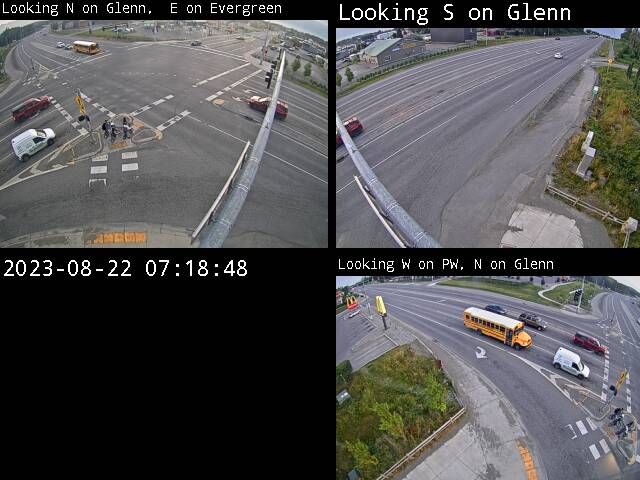 Looking N on Glenn, E on Evergreen
Looking S on Glenn
2023-08-22 07:18:48
Looking W on PW, N on Glenn